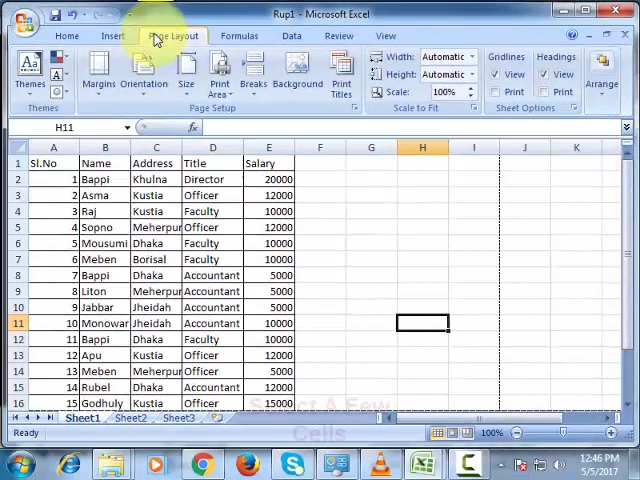 Rup1 - Microsoft Excel
Home Insert Page Layout Formulas Data Review View
Themes Margins Orientation Size Print Area Breaks Background Print Titles Width: Automatic Height: Automatic Scale: 100% Gridlines View Print Headings View Print Arrange
Themes Page Setup Scale to Fit Sheet Options
H11 fx
A B C D E F G H I J K
1 Sl.No Name Address Title Salary
2 1 Bappi Khulna Director 20000
3 2 Asma Kustia Officer 12000
4 3 Raj Kustia Faculty 10000
5 4 Sopno Meherpur Officer 12000
6 5 Mousumi Dhaka Faculty 10000
7 6 Meben Borisal Faculty 10000
8 7 Bappi Dhaka Accountant 5000
9 8 Liton Meherpur Accountant 5000
10 9 Jabbar Jheidah Accountant 5000
11 10 Monowar Jheidah Accountant 10000
12 11 Bappi Dhaka Faculty 10000
13 12 Apu Kustia Officer 12000
14 13 Meben Meherpur Officer 5000
15 14 Rubel Dhaka Officer 12000
16 15 Godhuly Kustia Officer 15000
Select A Few
Cells
Sheet1 Sheet2 Sheet3
Ready 100%
12:46 PM
5/5/2017